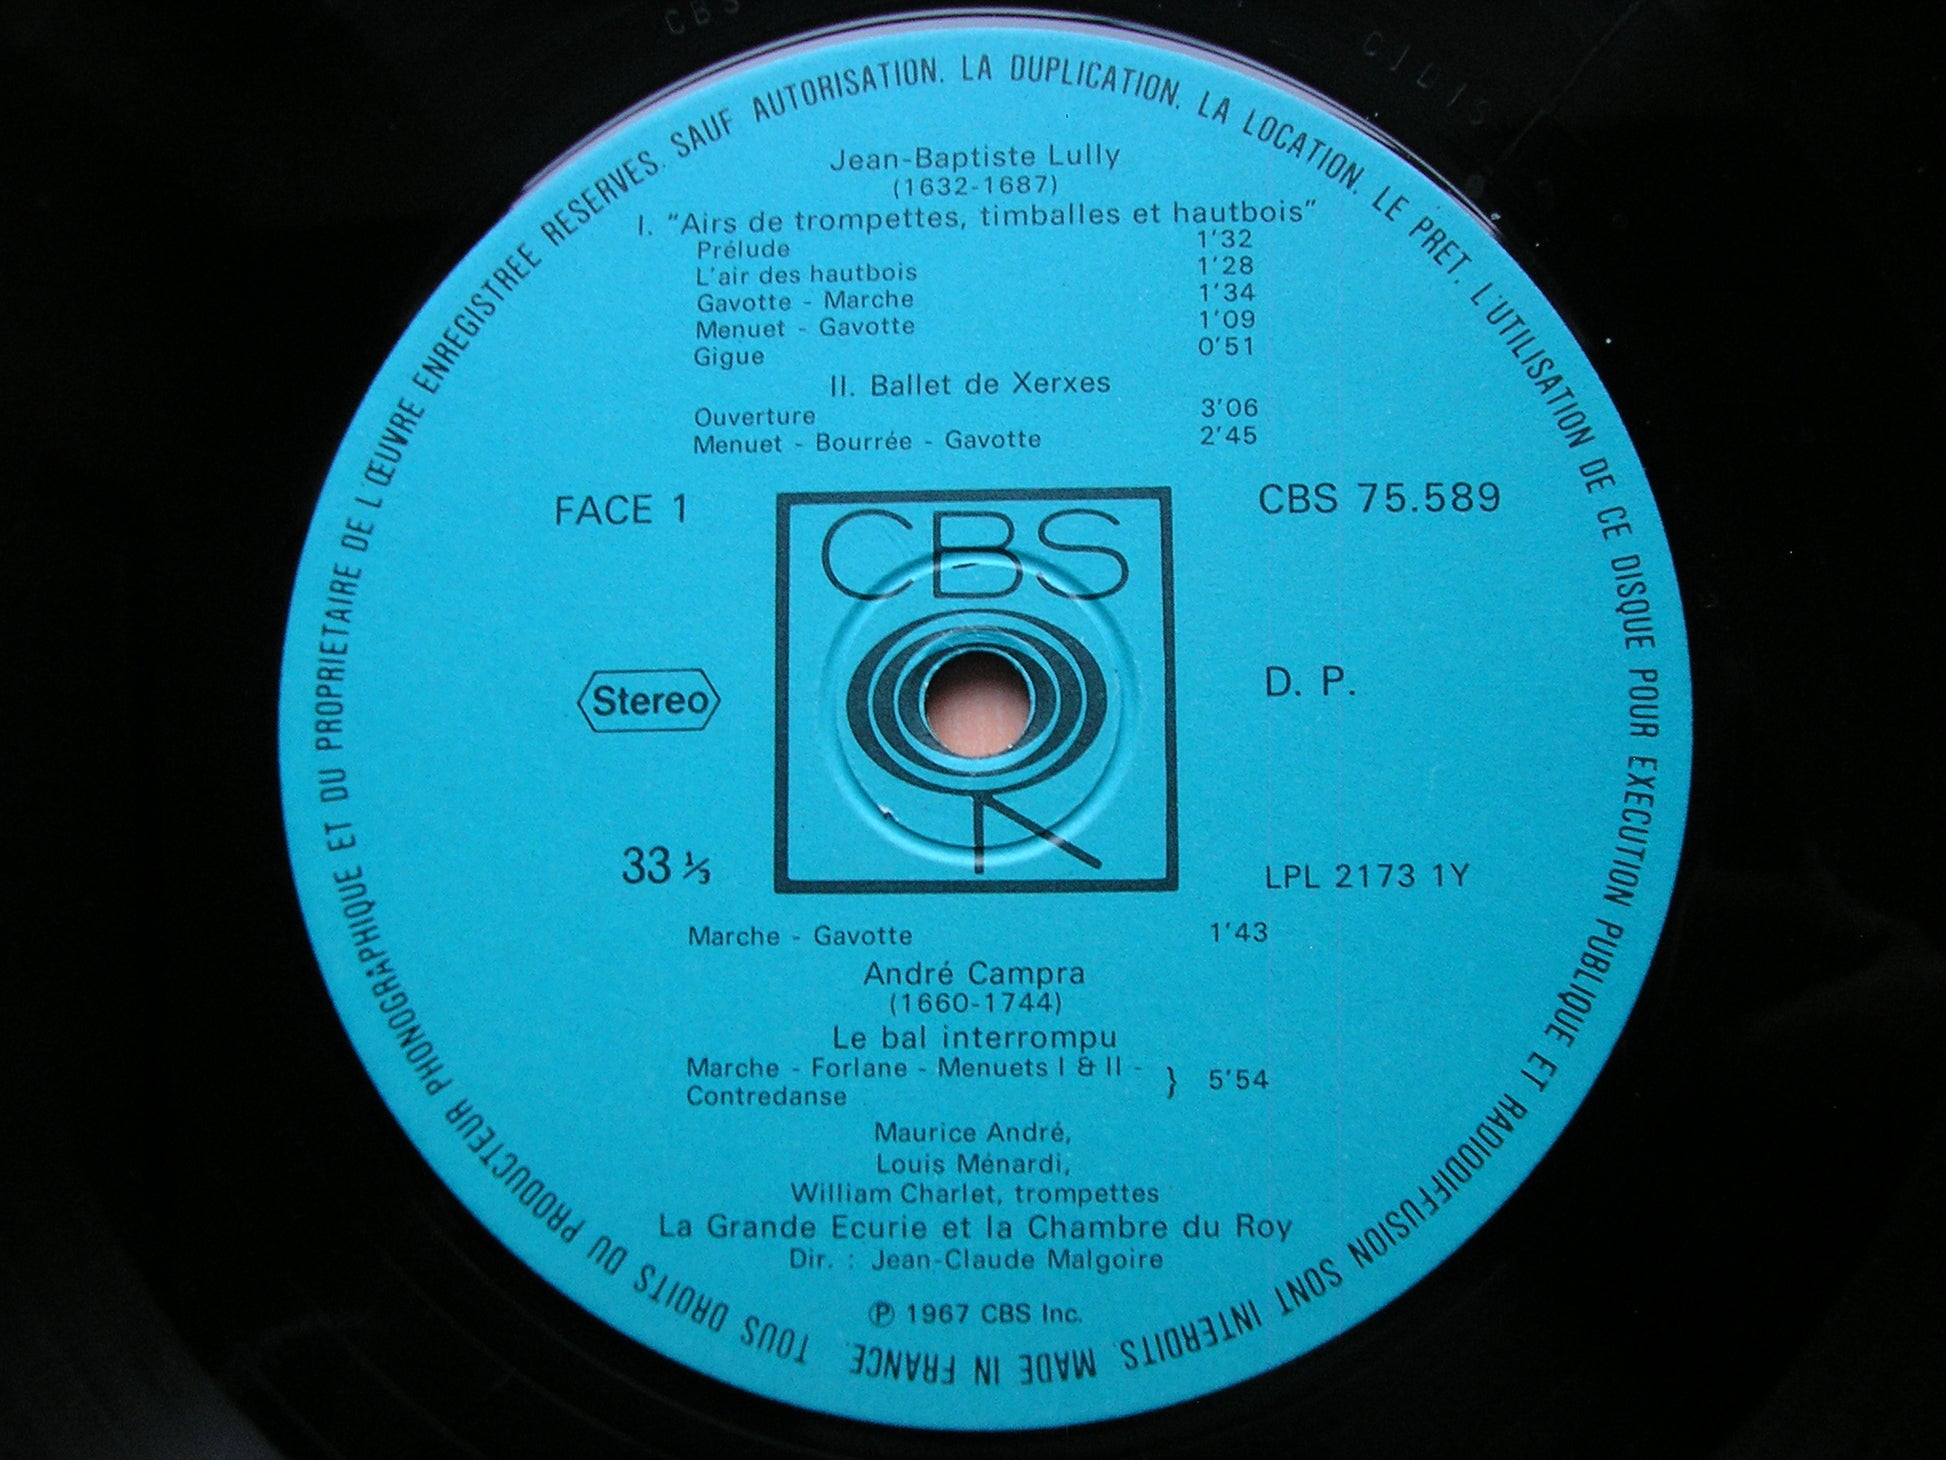 CBS
TOUS DROITS DU PRODUCTEUR PHONOGRAPHIQUE ET DU PROPRIETAIRE DE L'ŒUVRE ENREGISTREE RESERVES. SAUF AUTORISATION. LA DUPLICATION. LA LOCATION. LE PRET. L'UTILISATION DE CE DISQUE POUR EXECUTION PUBLIQUE ET RADIODIFFUSION SONT INTERDITS. MADE IN FRANCE.
Jean-Baptiste Lully
(1632-1687)
I. "Airs de trompettes, timballes et hautbois"
Prélude 1'32
L'air des hautbois 1'28
Gavotte - Marche 1'34
Menuet - Gavotte 1'09
Gigue 0'51
II. Ballet de Xerxes
Ouverture 3'06
Menuet - Bourrée - Gavotte 2'45
FACE 1
CBS 75.589
CBS
Stereo
D. P.
33 ⅓
LPL 2173 1Y
Marche - Gavotte 1'43
André Campra
(1660-1744)
Le bal interrompu
Marche - Forlane - Menuets I & II -
Contredanse } 5'54
Maurice André,
Louis Ménardi,
William Charlet, trompettes
La Grande Ecurie et la Chambre du Roy
Dir. : Jean-Claude Malgoire
℗ 1967 CBS Inc.